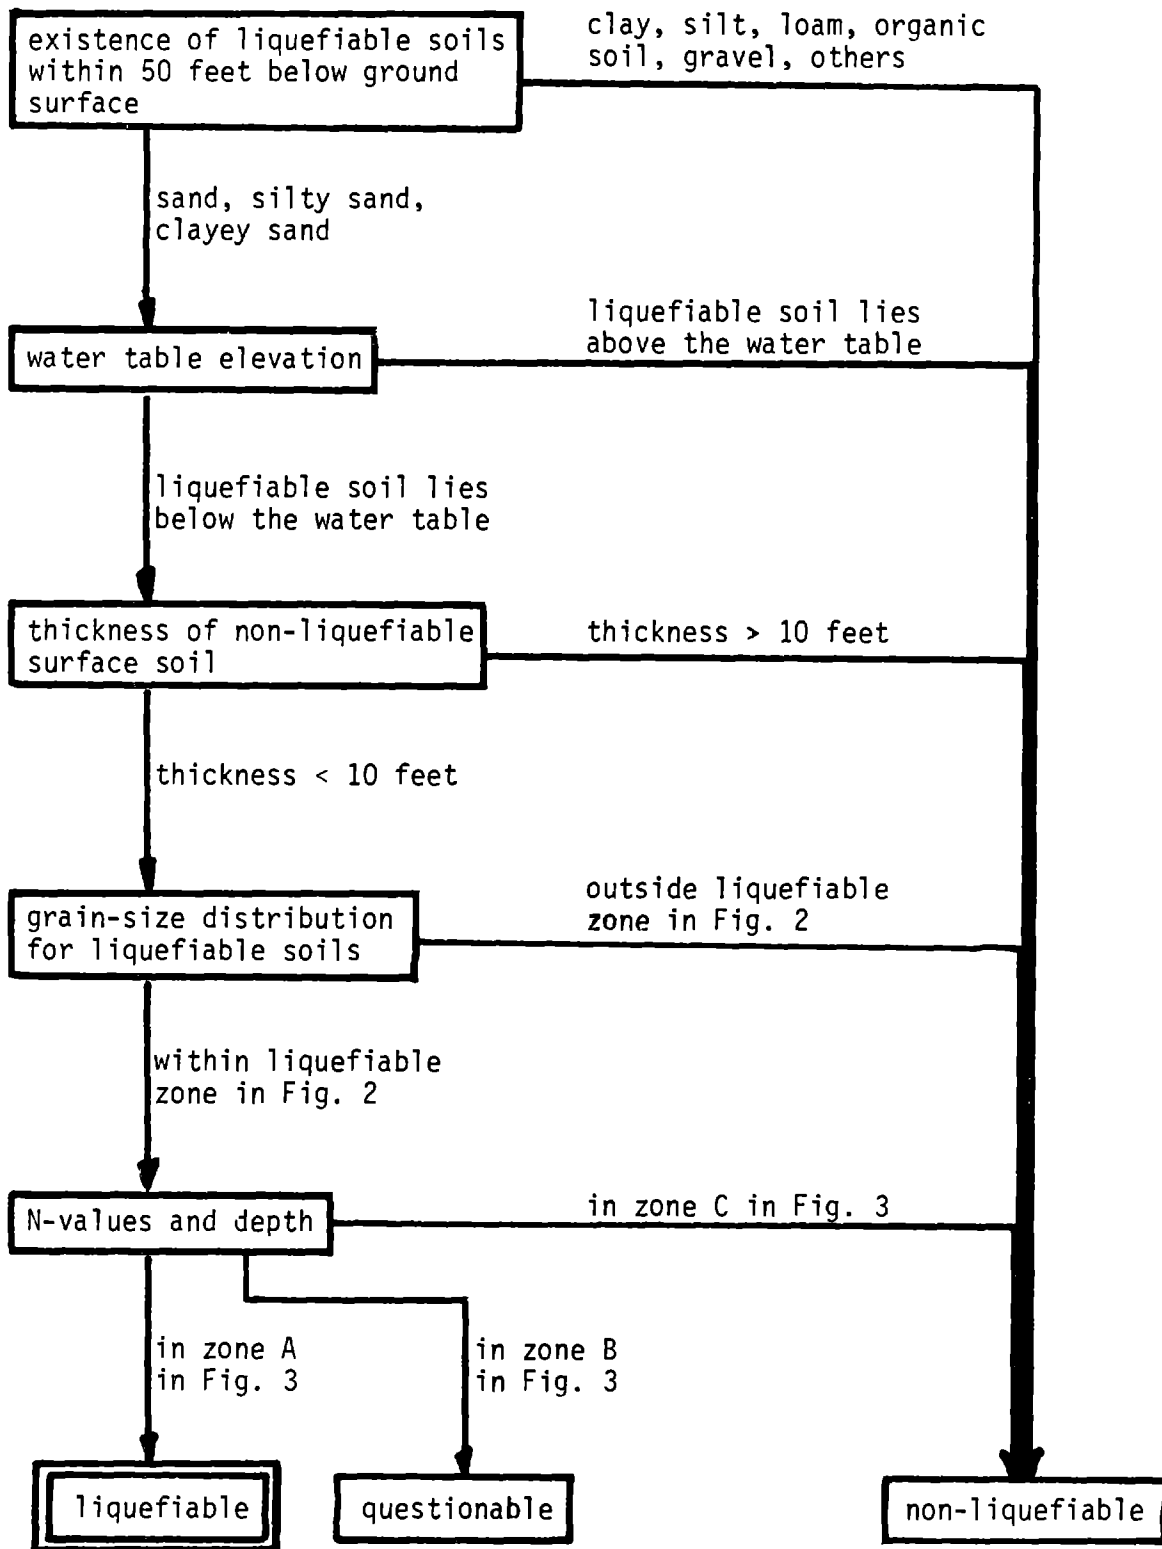 existence of liquefiable soils
within 50 feet below ground
surface
clay, silt, loam, organic
soil, gravel, others
sand, silty sand,
clayey sand
water table elevation
liquefiable soil lies
above the water table
liquefiable soil lies
below the water table
thickness of non-liquefiable
surface soil
thickness > 10 feet
thickness < 10 feet
grain-size distribution
for liquefiable soils
outside liquefiable
zone in Fig. 2
within liquefiable
zone in Fig. 2
N-values and depth
in zone C in Fig. 3
in zone A
in Fig. 3
in zone B
in Fig. 3
liquefiable
questionable
non-liquefiable